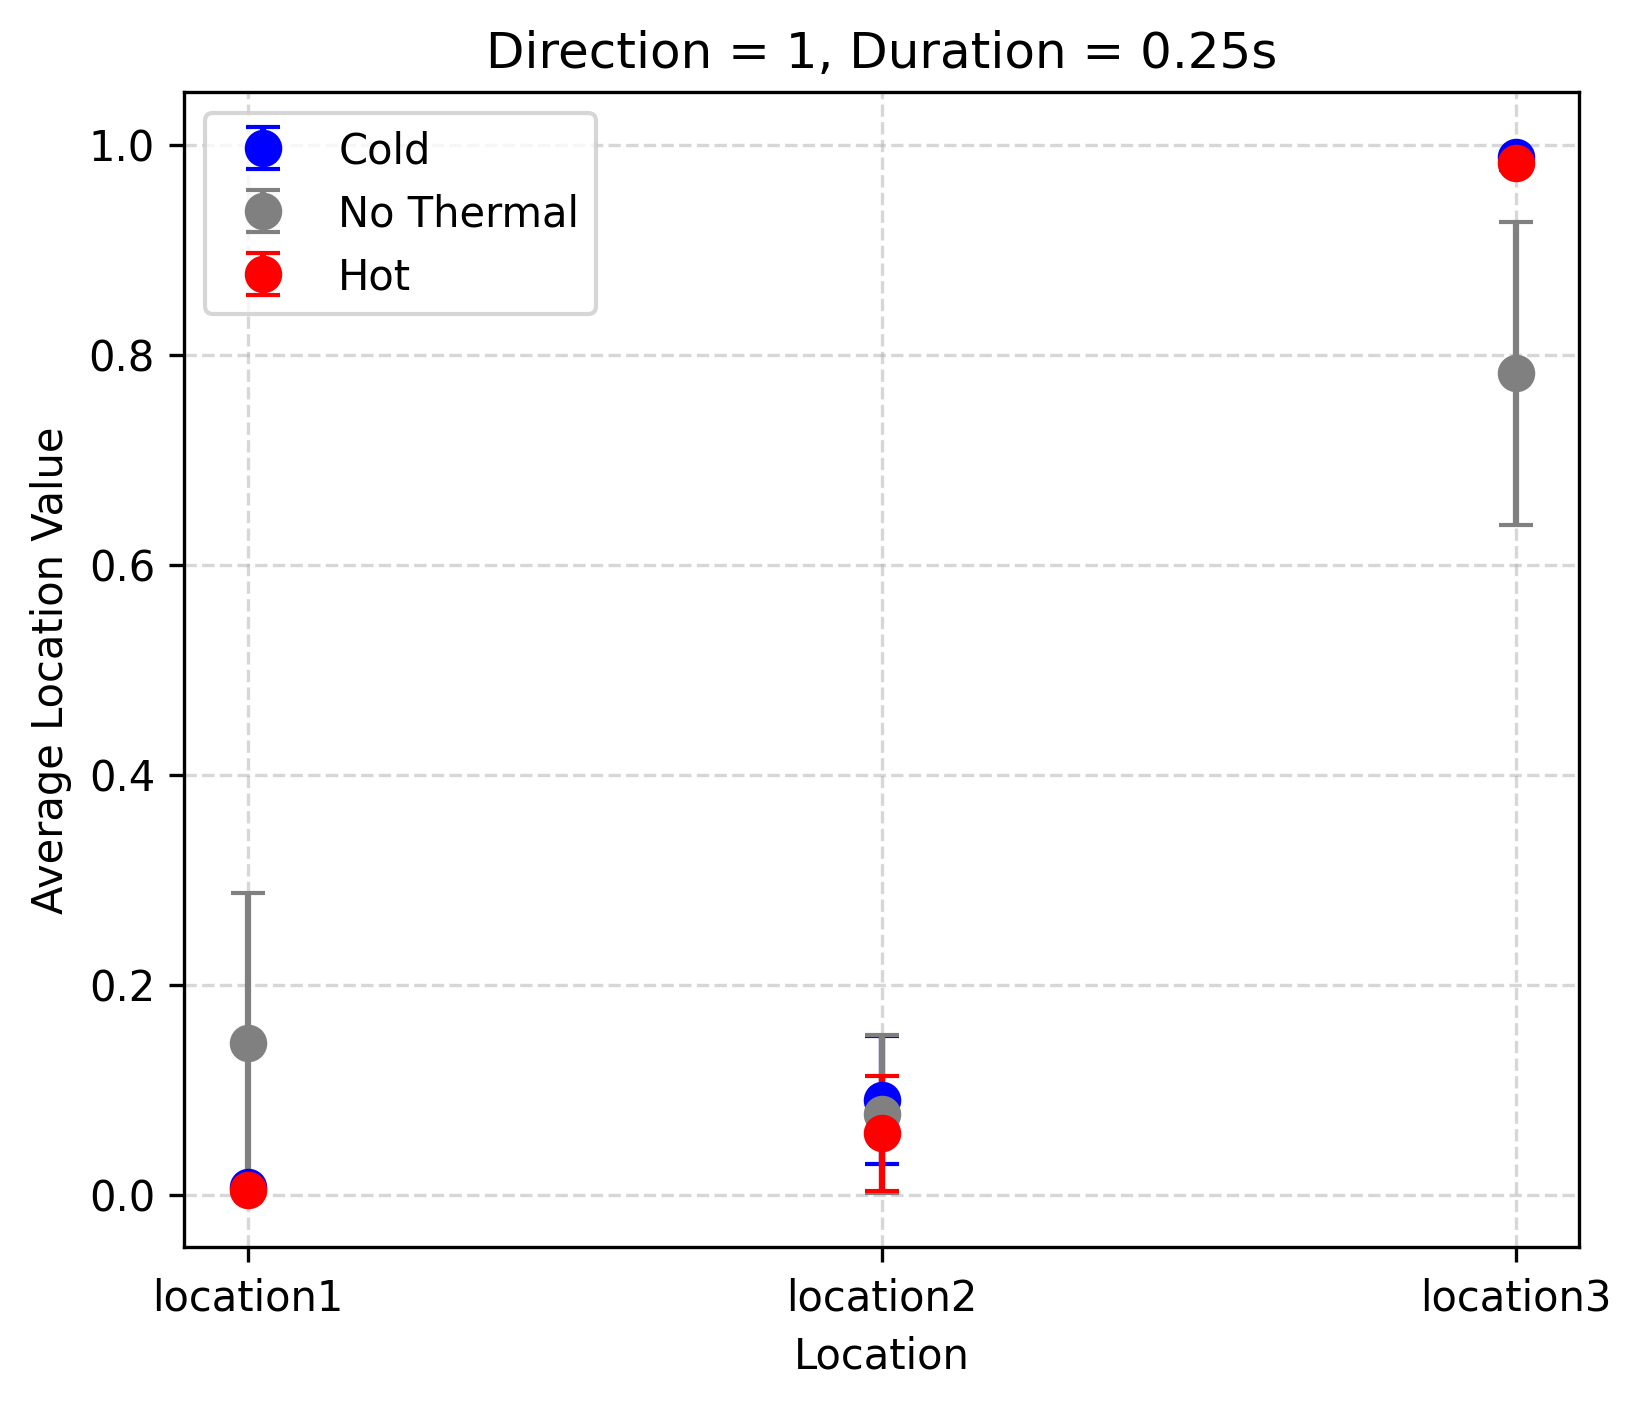 Direction = 1, Duration = 0.25s
Cold
No Thermal
Hot
1.0
0.8
0.6
0.4
0.2
0.0
Average Location Value
location1
location2
location3
Location